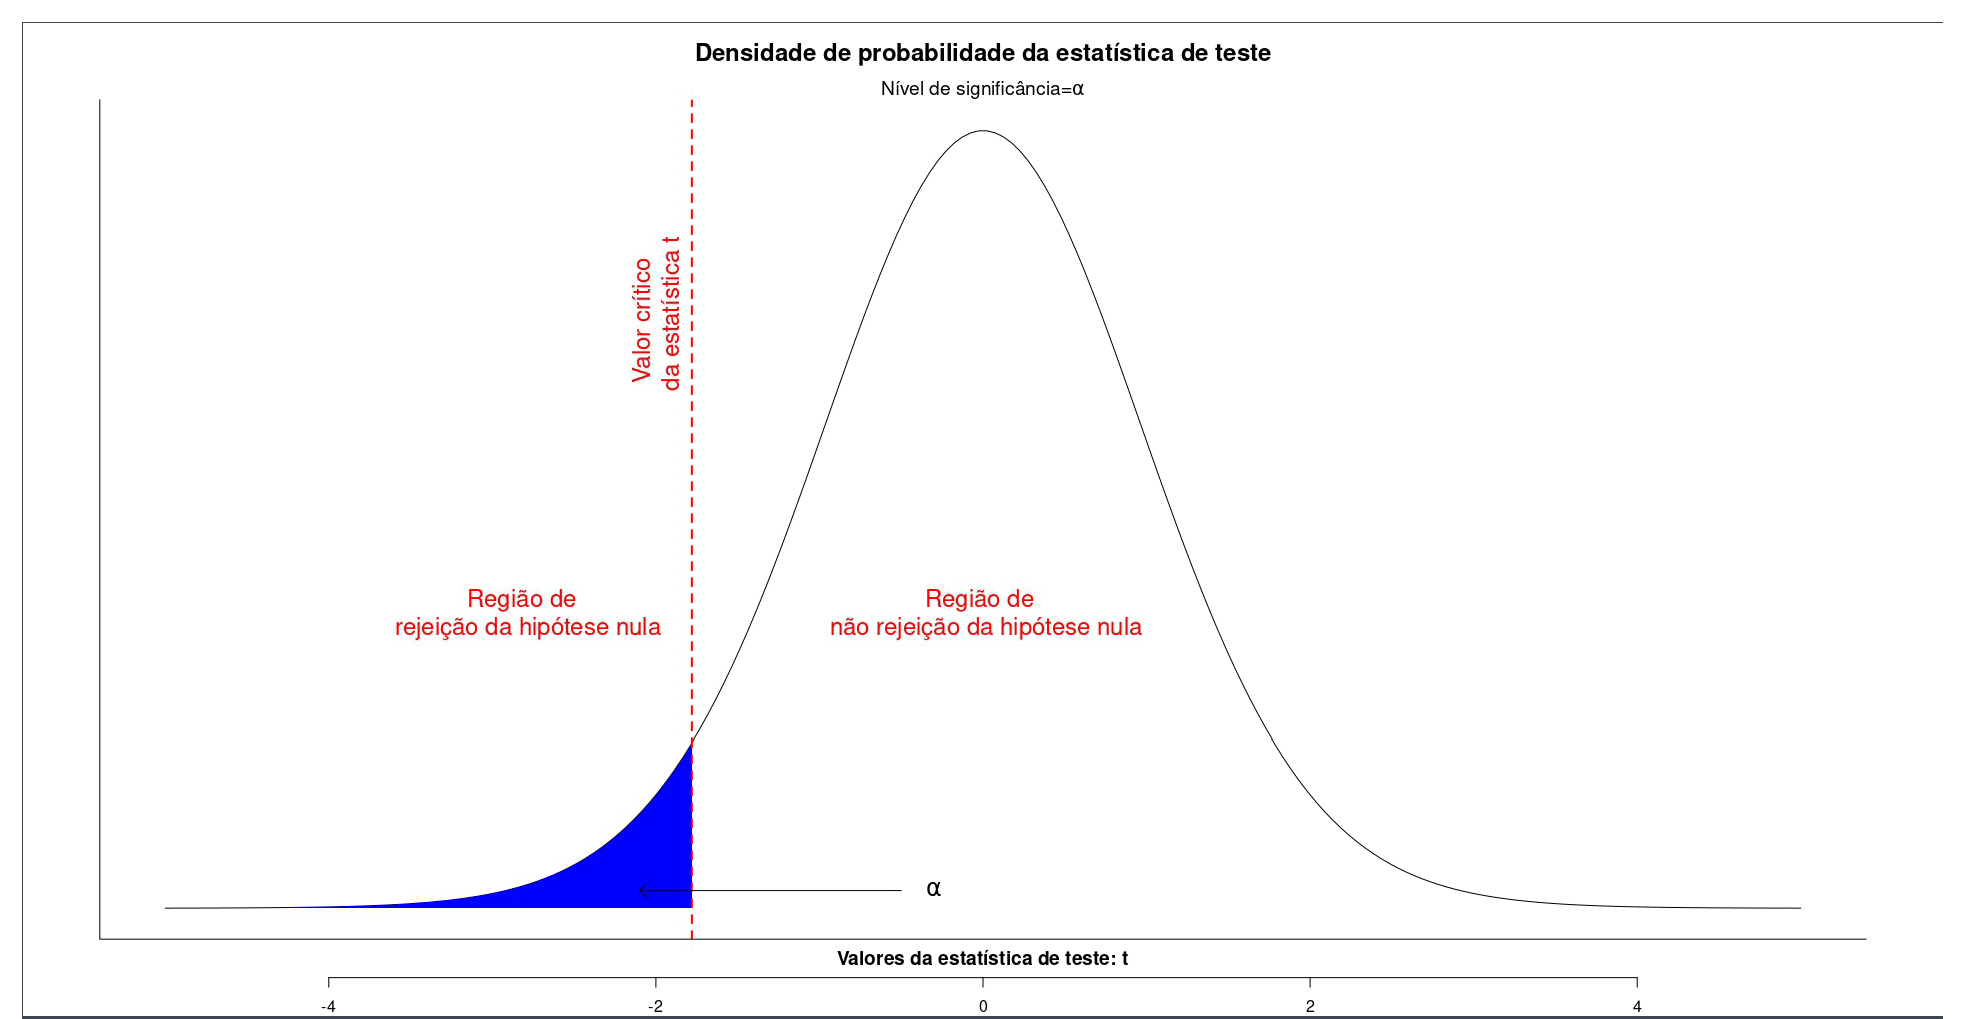 Densidade de probabilidade da estatística de teste
Nível de significância=α
Valor crítico
da estatística t
Região de
rejeição da hipótese nula
Região de
não rejeição da hipótese nula
α
Valores da estatística de teste: t
-4 -2 0 2 4